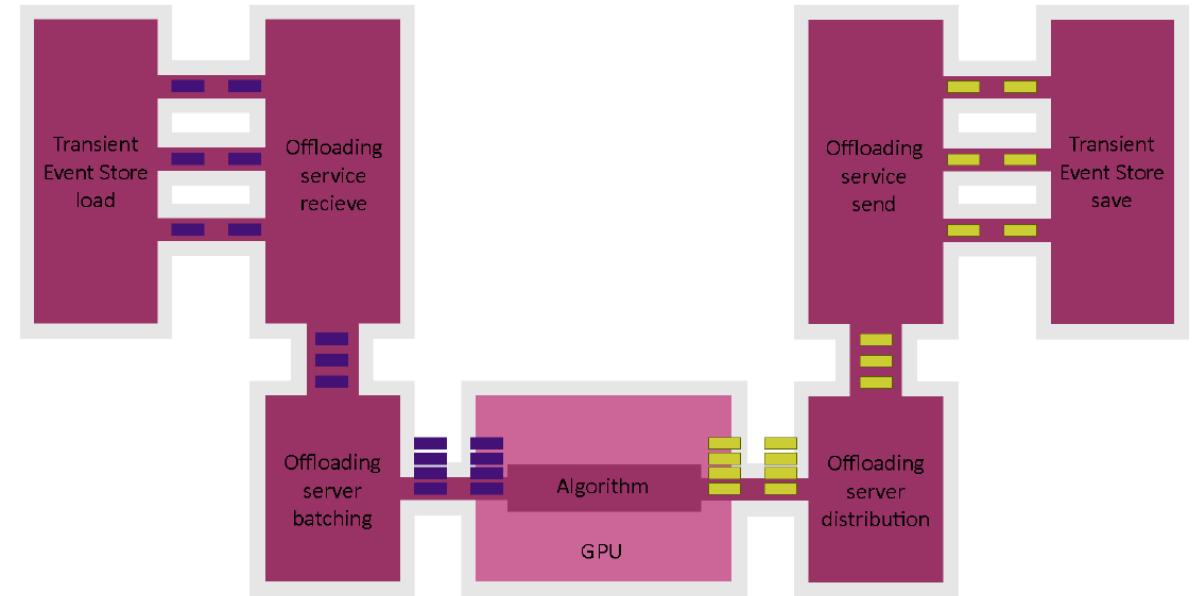 Transient
Event Store
load
Offloading
service
recieve
Offloading
service
send
Transient
Event Store
save
Offloading
server
batching
Algorithm
GPU
Offloading
server
distribution